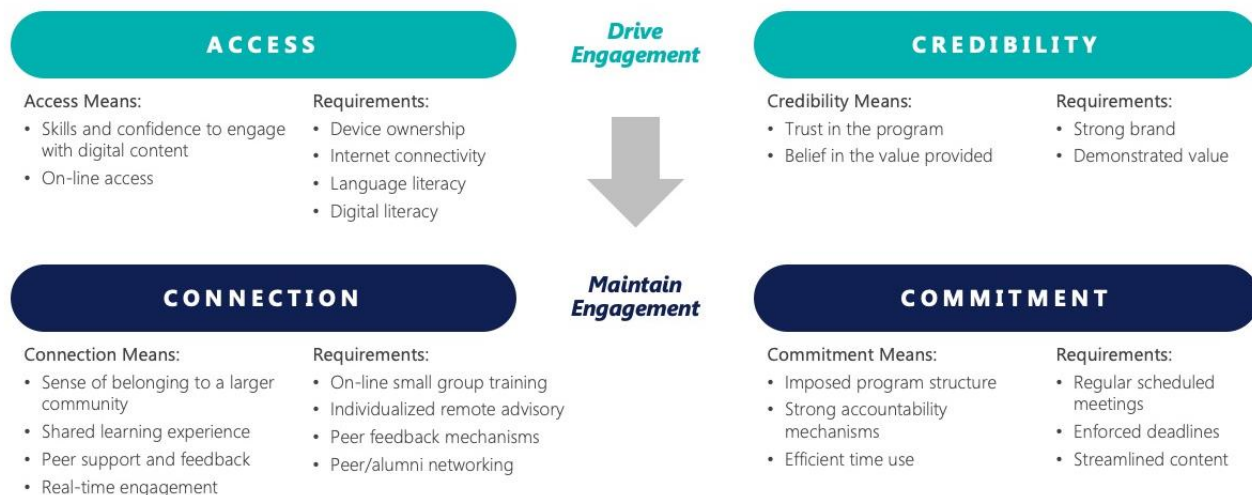 ACCESS
Access Means:
• Skills and confidence to engage
with digital content
• On-line access
Requirements:
• Device ownership
• Internet connectivity
• Language literacy
• Digital literacy
Drive
Engagement
CREDIBILITY
Credibility Means:
• Trust in the program
• Belief in the value provided
Requirements:
• Strong brand
• Demonstrated value
CONNECTION
Connection Means:
• Sense of belonging to a larger
community
• Shared learning experience
• Peer support and feedback
• Real-time engagement
Requirements:
• On-line small group training
• Individualized remote advisory
• Peer feedback mechanisms
• Peer/alumni networking
Maintain
Engagement
COMMITMENT
Commitment Means:
• Imposed program structure
• Strong accountability
mechanisms
• Efficient time use
Requirements:
• Regular scheduled
meetings
• Enforced deadlines
• Streamlined content